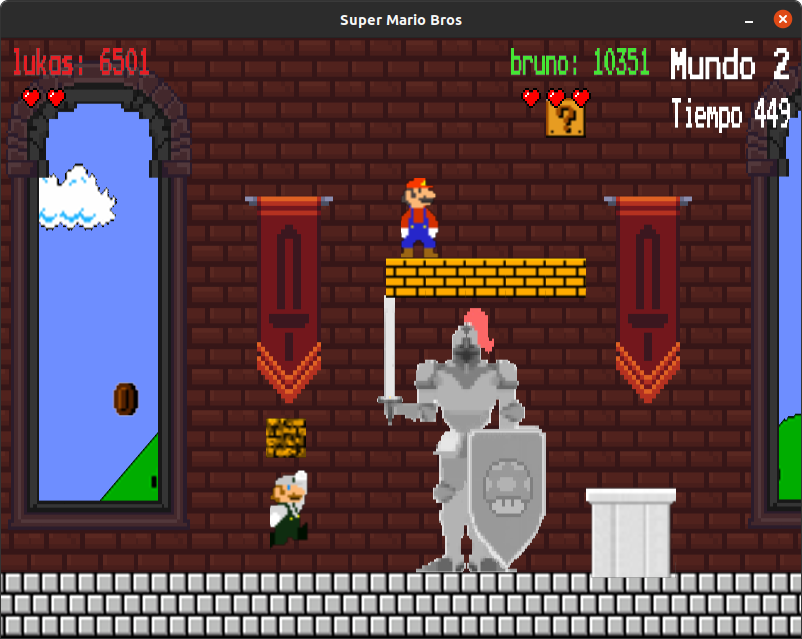 Super Mario Bros
lukas: 6501
bruno: 10351
Mundo 2
Tiempo 449
?